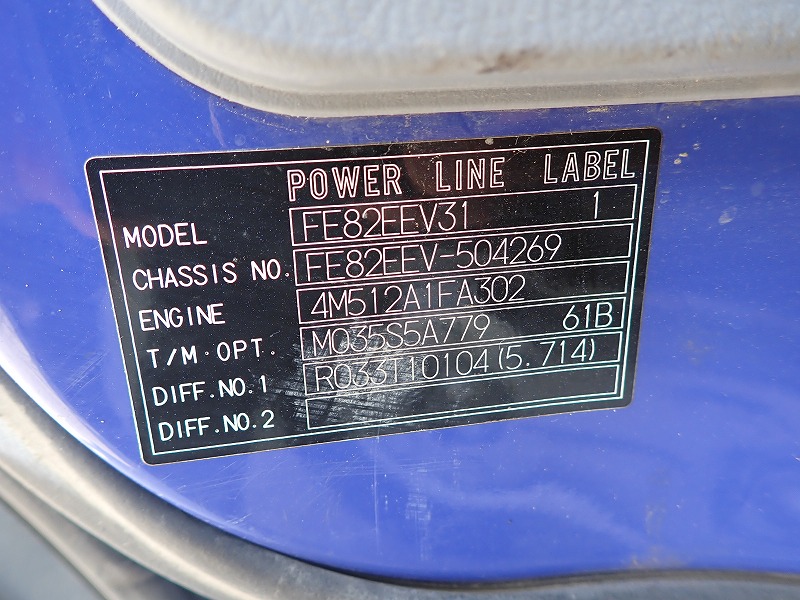 POWER LINE LABEL
MODEL FE82EEV31 1
CHASSIS NO. FE82EEV-504269
ENGINE 4M512A1FA302
T/M OPT. M035S5A779 61B
DIFF.NO.1 R033T10104(5.714)
DIFF.NO.2